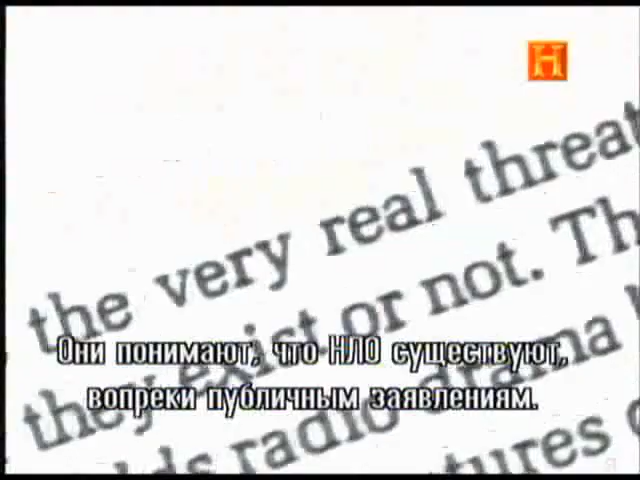 H
the very real threat
they exist or not. Th
radio drama
tures
Они понимают, что НЛО существуют,
вопреки публичным заявлениям.